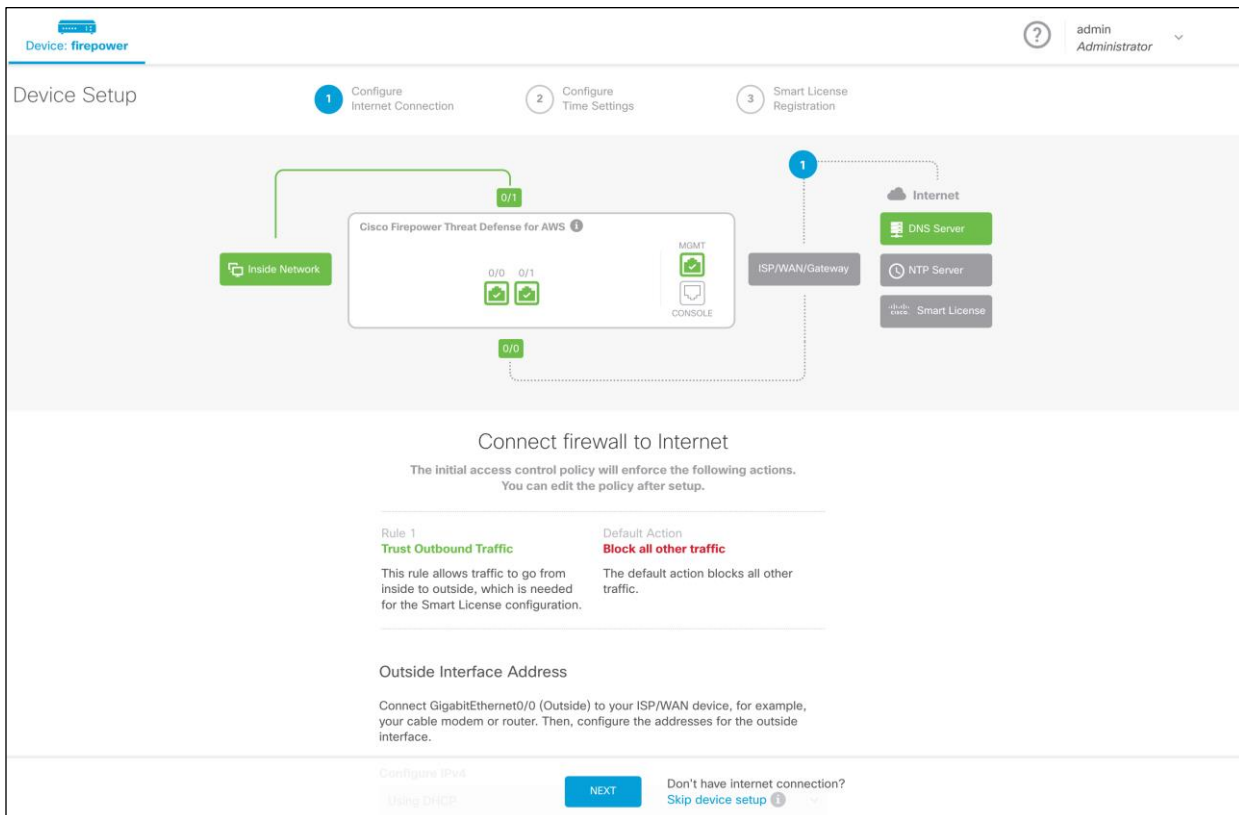 Device: firepower
?
admin
Administrator
Device Setup
1
Configure
Internet Connection
2
Configure
Time Settings
3
Smart License
Registration
1
0/1
Internet
Cisco Firepower Threat Defense for AWS i
DNS Server
MGMT
Inside Network
0/0 0/1
ISP/WAN/Gateway
NTP Server
CONSOLE
cisco. Smart License
0/0
Connect firewall to Internet
The initial access control policy will enforce the following actions.
You can edit the policy after setup.
Rule 1
Trust Outbound Traffic
This rule allows traffic to go from
inside to outside, which is needed
for the Smart License configuration.
Default Action
Block all other traffic
The default action blocks all other
traffic.
Outside Interface Address
Connect GigabitEthernet0/0 (Outside) to your ISP/WAN device, for example,
your cable modem or router. Then, configure the addresses for the outside
interface.
Configure IPv4
Using DHCP
NEXT
Don't have internet connection?
Skip device setup i